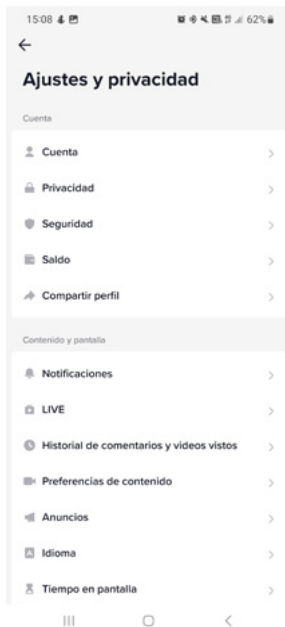 15:08 62%
Ajustes y privacidad
Cuenta
Cuenta
Privacidad
Seguridad
Saldo
Compartir perfil
Contenido y pantalla
Notificaciones
LIVE
Historial de comentarios y videos vistos
Preferencias de contenido
Anuncios
Idioma
Tiempo en pantalla